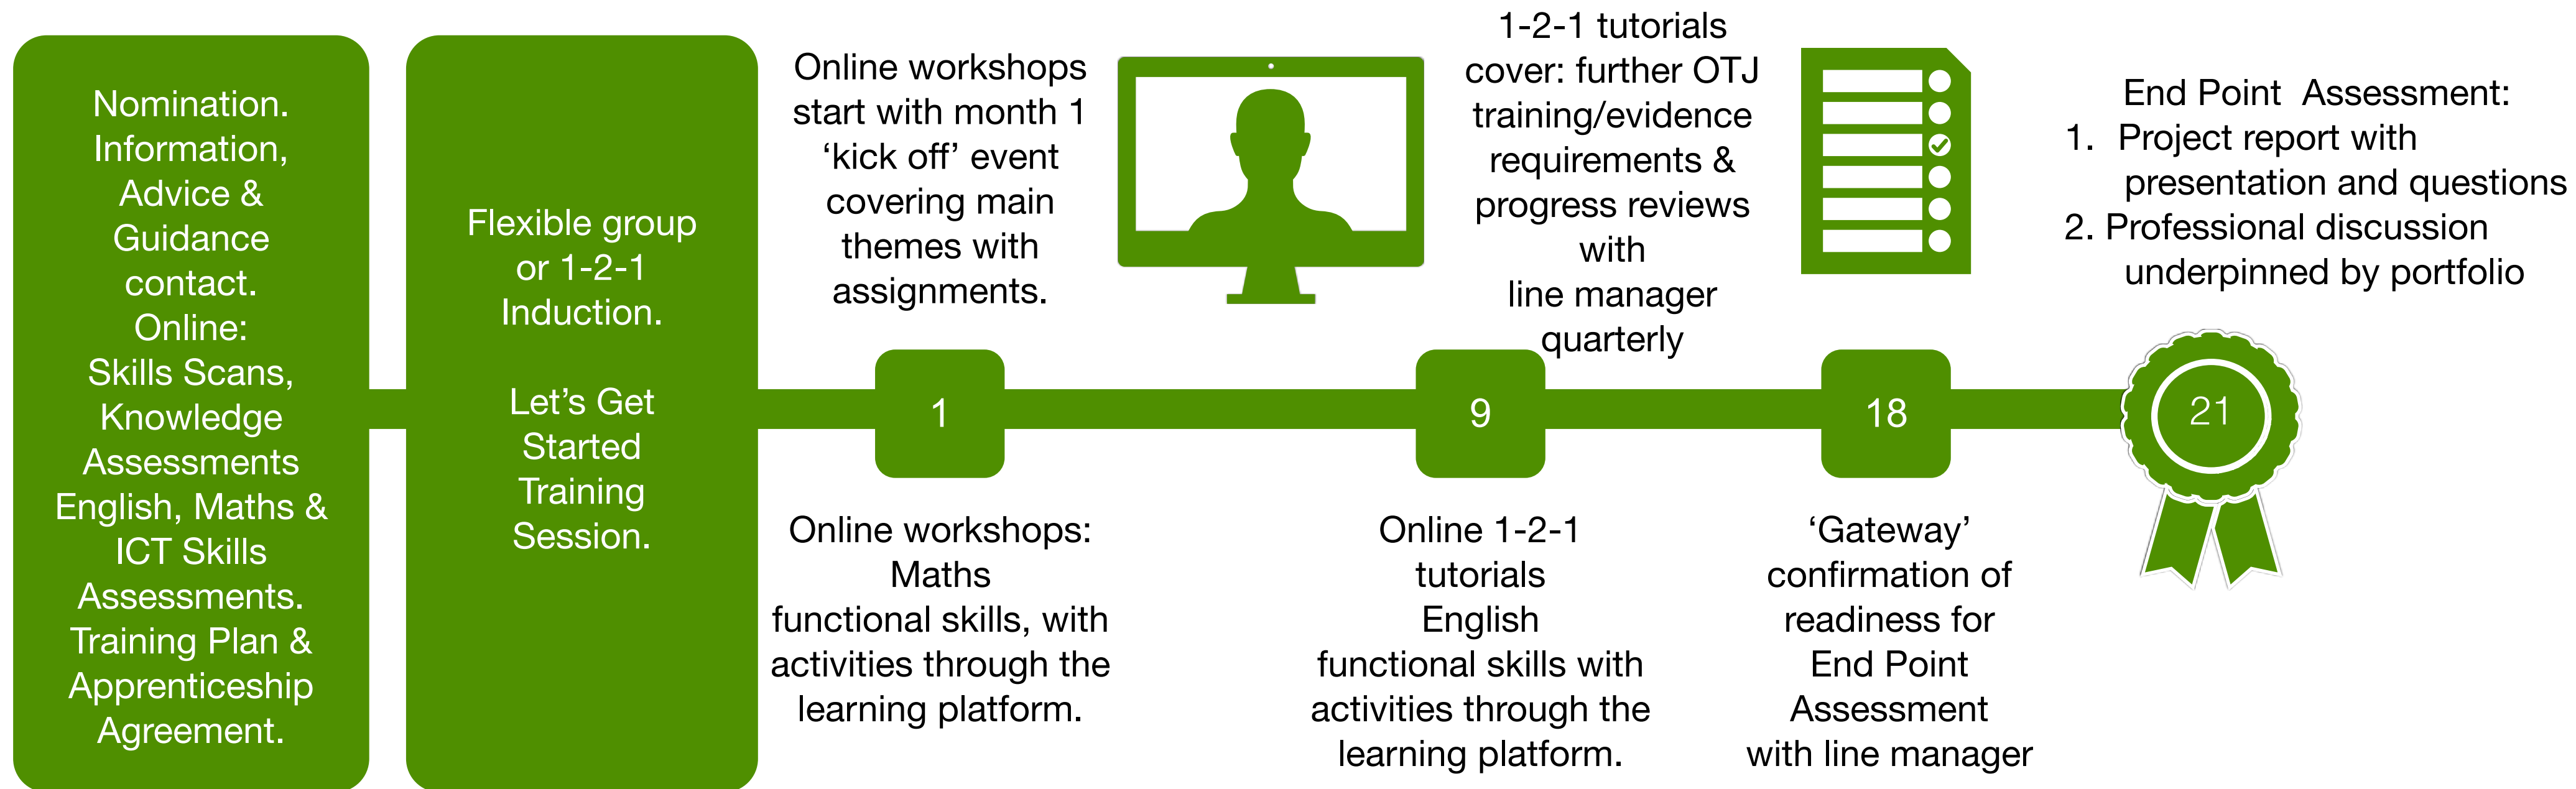 Nomination.
Information,
Advice &
Guidance
contact.
Online:
Skills Scans,
Knowledge
Assessments
English, Maths &
ICT Skills
Assessments.
Training Plan &
Apprenticeship
Agreement.
Flexible group
or 1-2-1
Induction.
Let’s Get
Started
Training
Session.
Online workshops
start with month 1
‘kick off’ event
covering main
themes with
assignments.
1
Online workshops:
Maths
functional skills, with
activities through the
learning platform.
1-2-1 tutorials
cover: further OTJ
training/evidence
requirements &
progress reviews
with
line manager
quarterly
9
Online 1-2-1
tutorials
English
functional skills with
activities through the
learning platform.
18
‘Gateway’
confirmation of
readiness for
End Point
Assessment
with line manager
End Point Assessment:
1. Project report with
presentation and questions
2. Professional discussion
underpinned by portfolio
21